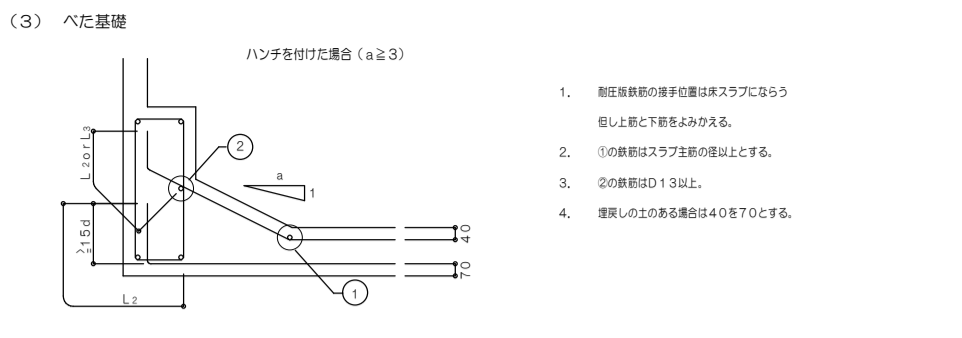 (3) べた基礎
ハンチを付けた場合(a≧3)
L2orL3
2
a
1
≧15d
40
70
L2
1
1. 耐圧版鉄筋の接手位置は床スラブにならう
但し上筋と下筋をよみかえる。
2. ①の鉄筋はスラブ主筋の径以上とする。
3. ②の鉄筋はD13以上。
4. 埋戻しの土のある場合は40を70とする。